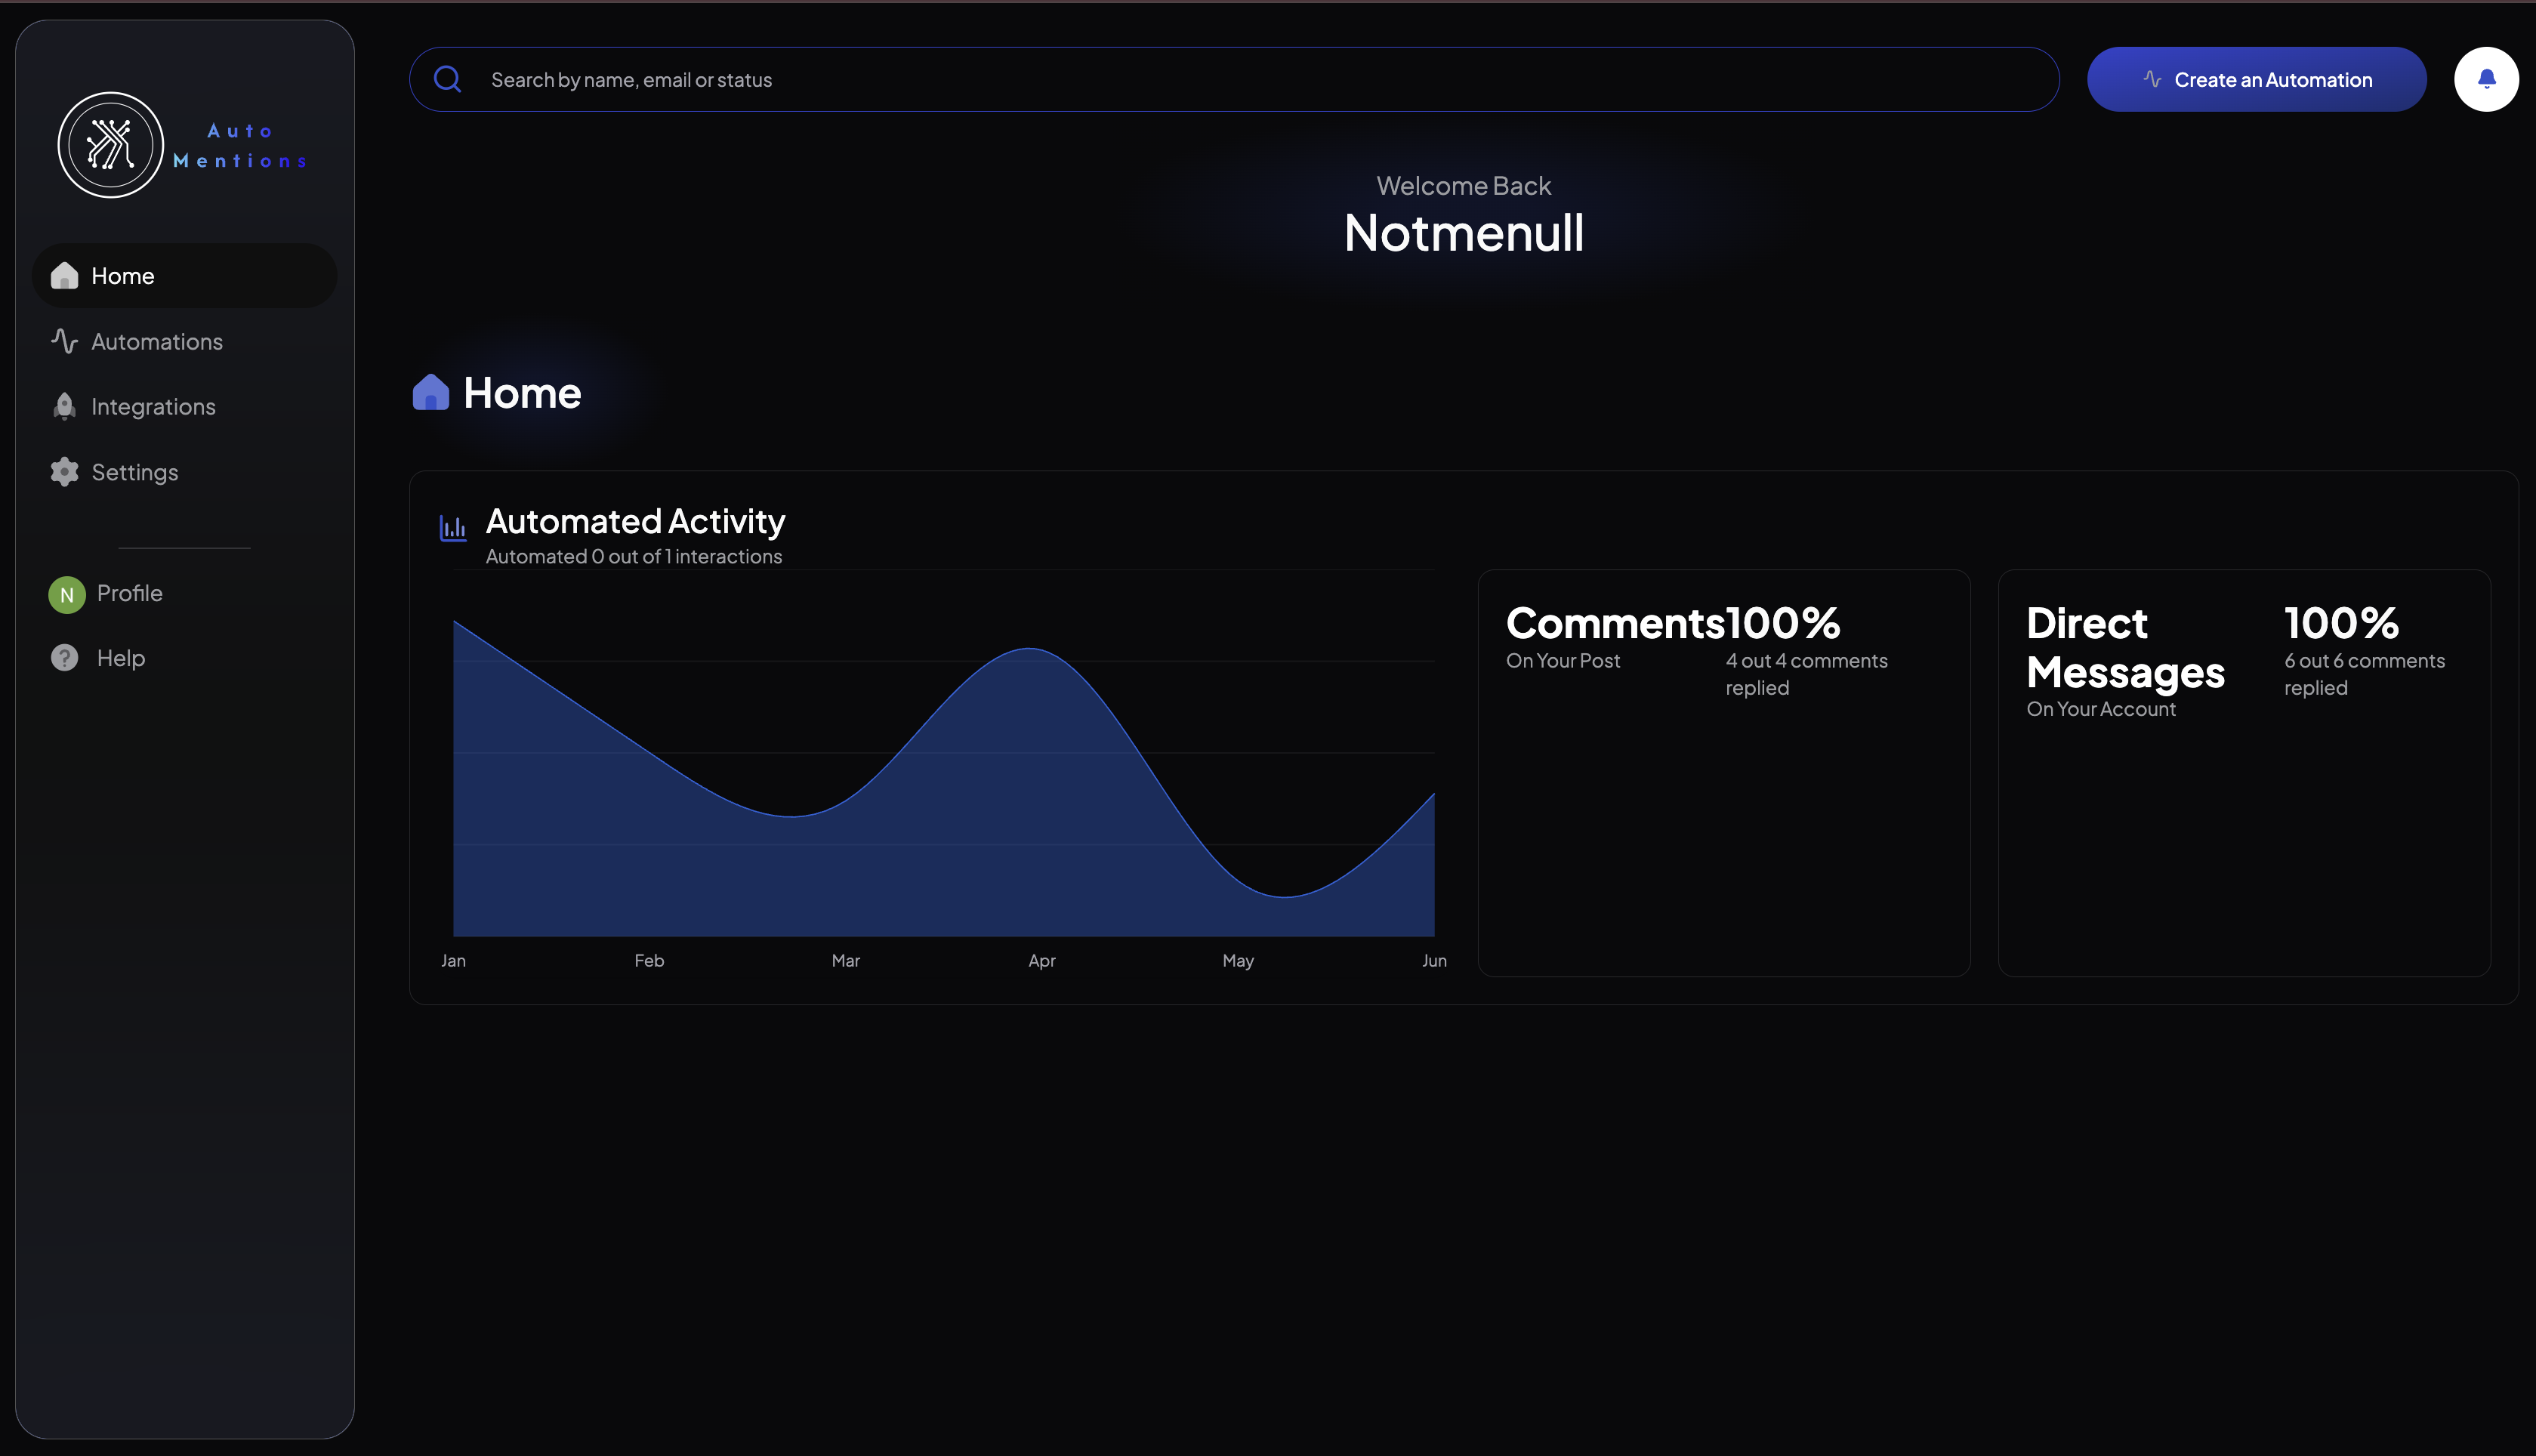 Auto
Mentions
Home
Automations
Integrations
Settings
N
Profile
? Help
Search by name, email or status
Create an Automation
Welcome Back
Notmenull
Home
Automated Activity
Automated 0 out of 1 interactions
Jan Feb Mar Apr May Jun
Comments
On Your Post
100%
4 out 4 comments
replied
Direct
Messages
On Your Account
100%
6 out 6 comments
replied